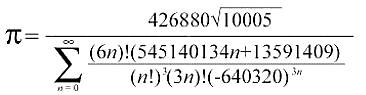 π = 426880√10005 / ∑_{n=0}^{∞} (6n)!(545140134n+13591409) / (n!)³(3n)!(-640320)³ⁿ